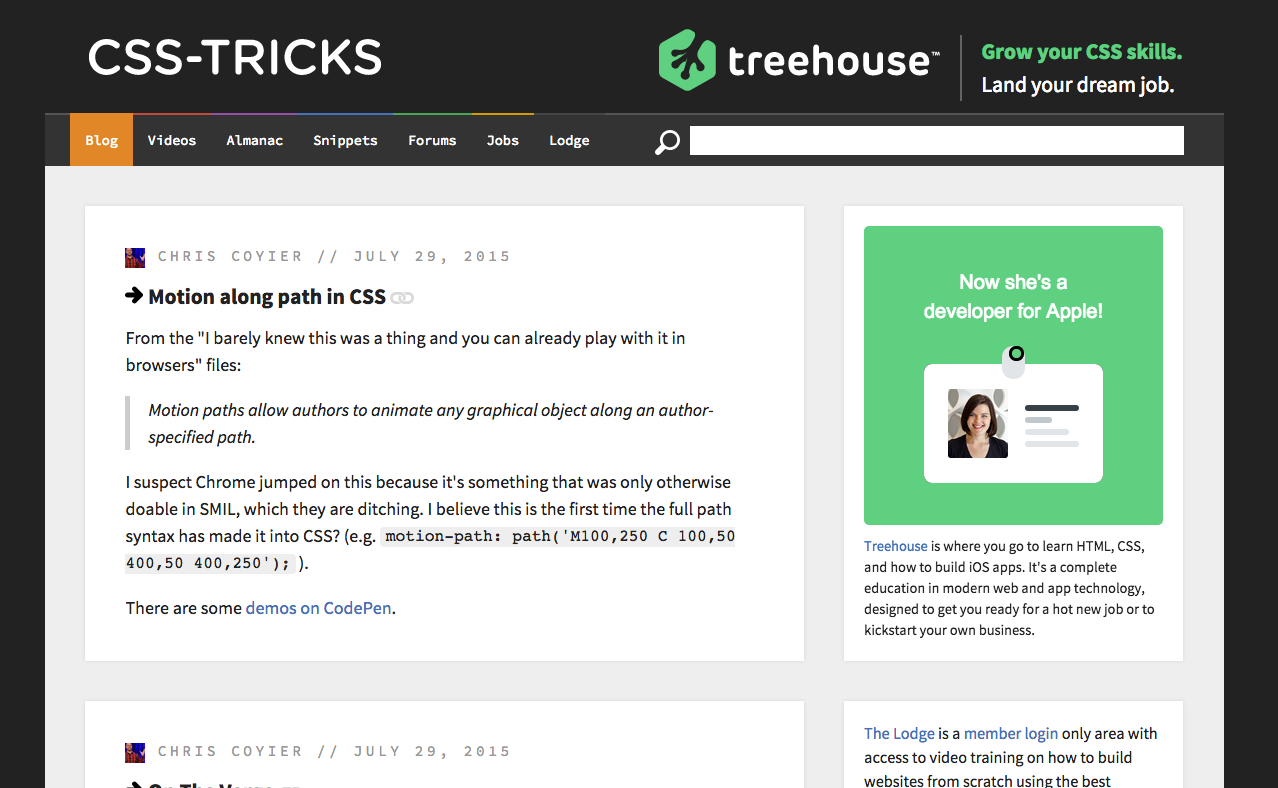 CSS-TRICKS
treehouse™
Grow your CSS skills.
Land your dream job.
Blog Videos Almanac Snippets Forums Jobs Lodge
CHRIS COYIER // JULY 29, 2015
Motion along path in CSS
From the "I barely knew this was a thing and you can already play with it in
browsers" files:
Motion paths allow authors to animate any graphical object along an author-
specified path.
I suspect Chrome jumped on this because it's something that was only otherwise
doable in SMIL, which they are ditching. I believe this is the first time the full path
syntax has made it into CSS? (e.g. motion-path: path('M100,250 C 100,50
400,50 400,250'); ).
There are some demos on CodePen.
Now she's a
developer for Apple!
Treehouse is where you go to learn HTML, CSS,
and how to build iOS apps. It's a complete
education in modern web and app technology,
designed to get you ready for a hot new job or to
kickstart your own business.
CHRIS COYIER // JULY 29, 2015
On The Verge
The Lodge is a member login only area with
access to video training on how to build
websites from scratch using the best